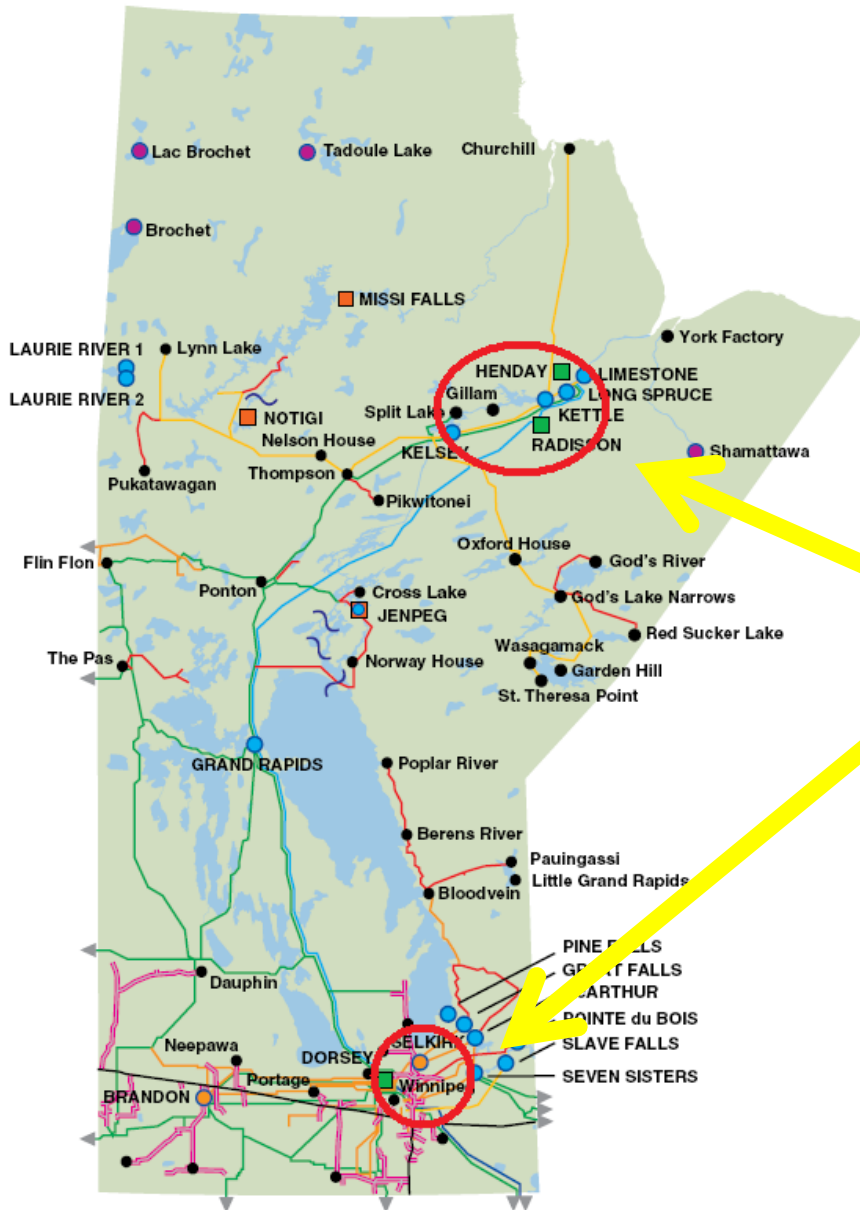 Lac Brochet
Tadoule Lake
Churchill
Brochet
MISSI FALLS
York Factory
LAURIE RIVER 1
Lynn Lake
HENDAY
LIMESTONE
LAURIE RIVER 2
Gillam
LONG SPRUCE
Split Lake
KETTLE
NOTIGI
RADISSON
Nelson House
KELSEY
Shamattawa
Thompson
Pukatawagan
Pikwitonei
Oxford House
God's River
Flin Flon
Ponton
Cross Lake
God's Lake Narrows
JENPEG
Red Sucker Lake
Wasagamack
The Pas
Norway House
Garden Hill
St. Theresa Point
GRAND RAPIDS
Poplar River
Berens River
Pauingassi
Little Grand Rapids
Bloodvein
PINE
Dauphin
POINTE du BOIS
SELKIRK
Neepawa
SLAVE FALLS
DORSEY
Portage
SEVEN SISTERS
BRANDON